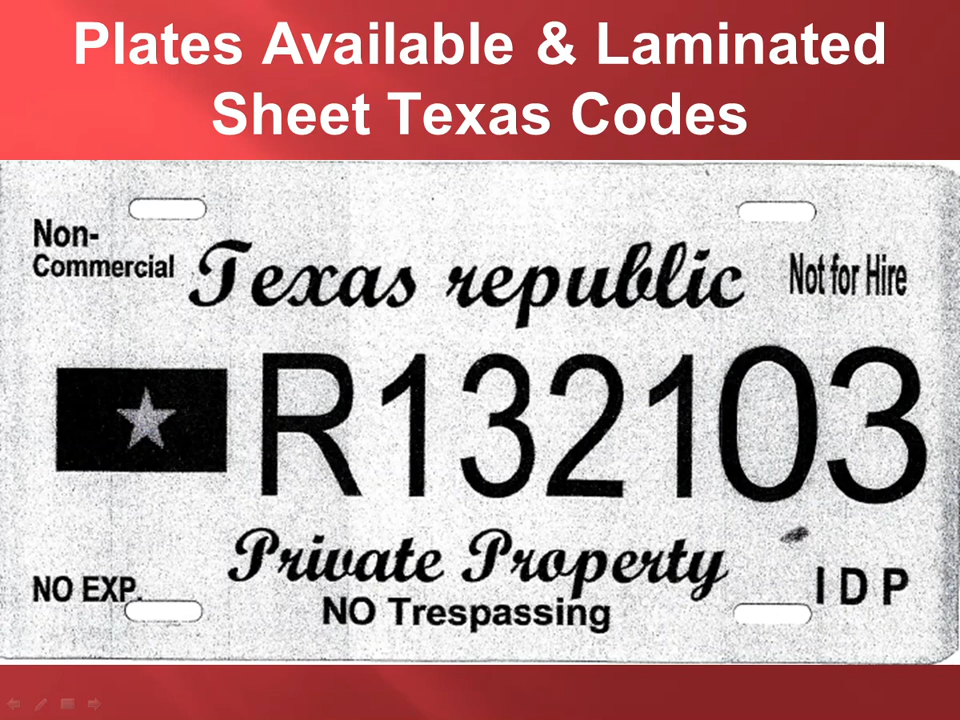 Plates Available & Laminated
Sheet Texas Codes
Non-
Commercial
Texas republic
Not for Hire
R132103
Private Property
NO EXP.
NO Trespassing
I D P